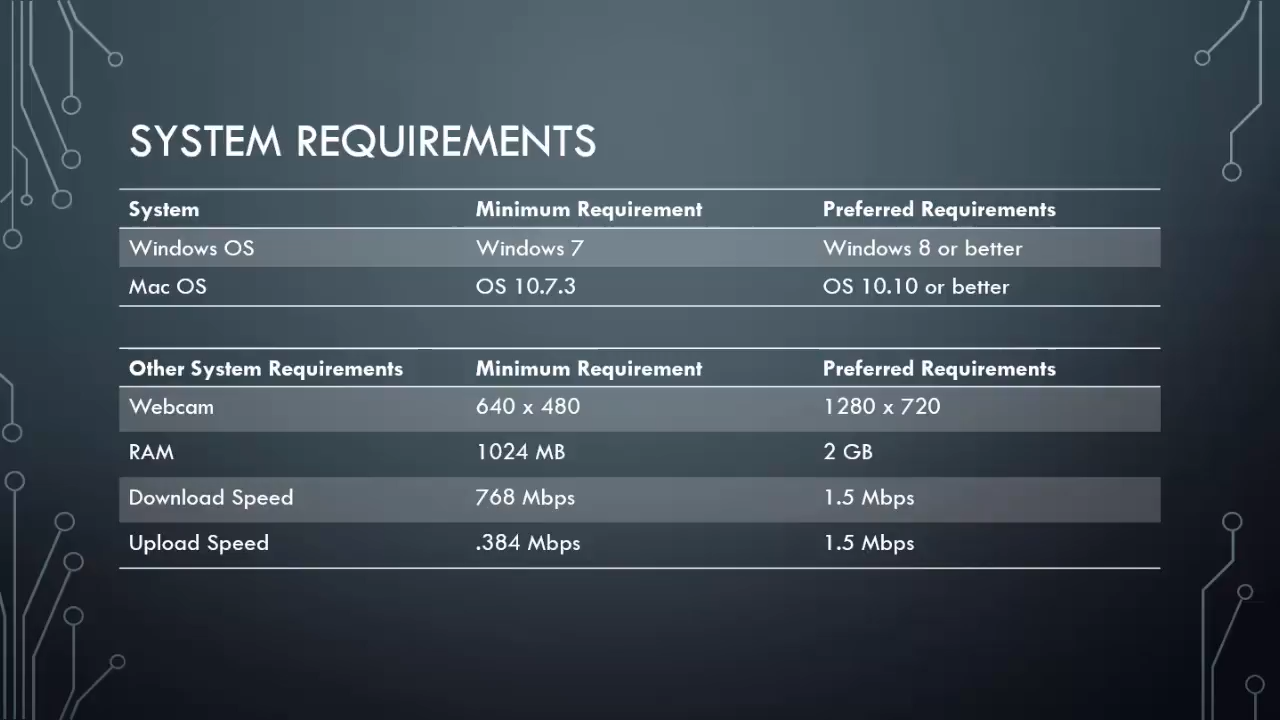 SYSTEM REQUIREMENTS
System Minimum Requirement Preferred Requirements
Windows OS Windows 7 Windows 8 or better
Mac OS OS 10.7.3 OS 10.10 or better
Other System Requirements Minimum Requirement Preferred Requirements
Webcam 640 x 480 1280 x 720
RAM 1024 MB 2 GB
Download Speed 768 Mbps 1.5 Mbps
Upload Speed .384 Mbps 1.5 Mbps